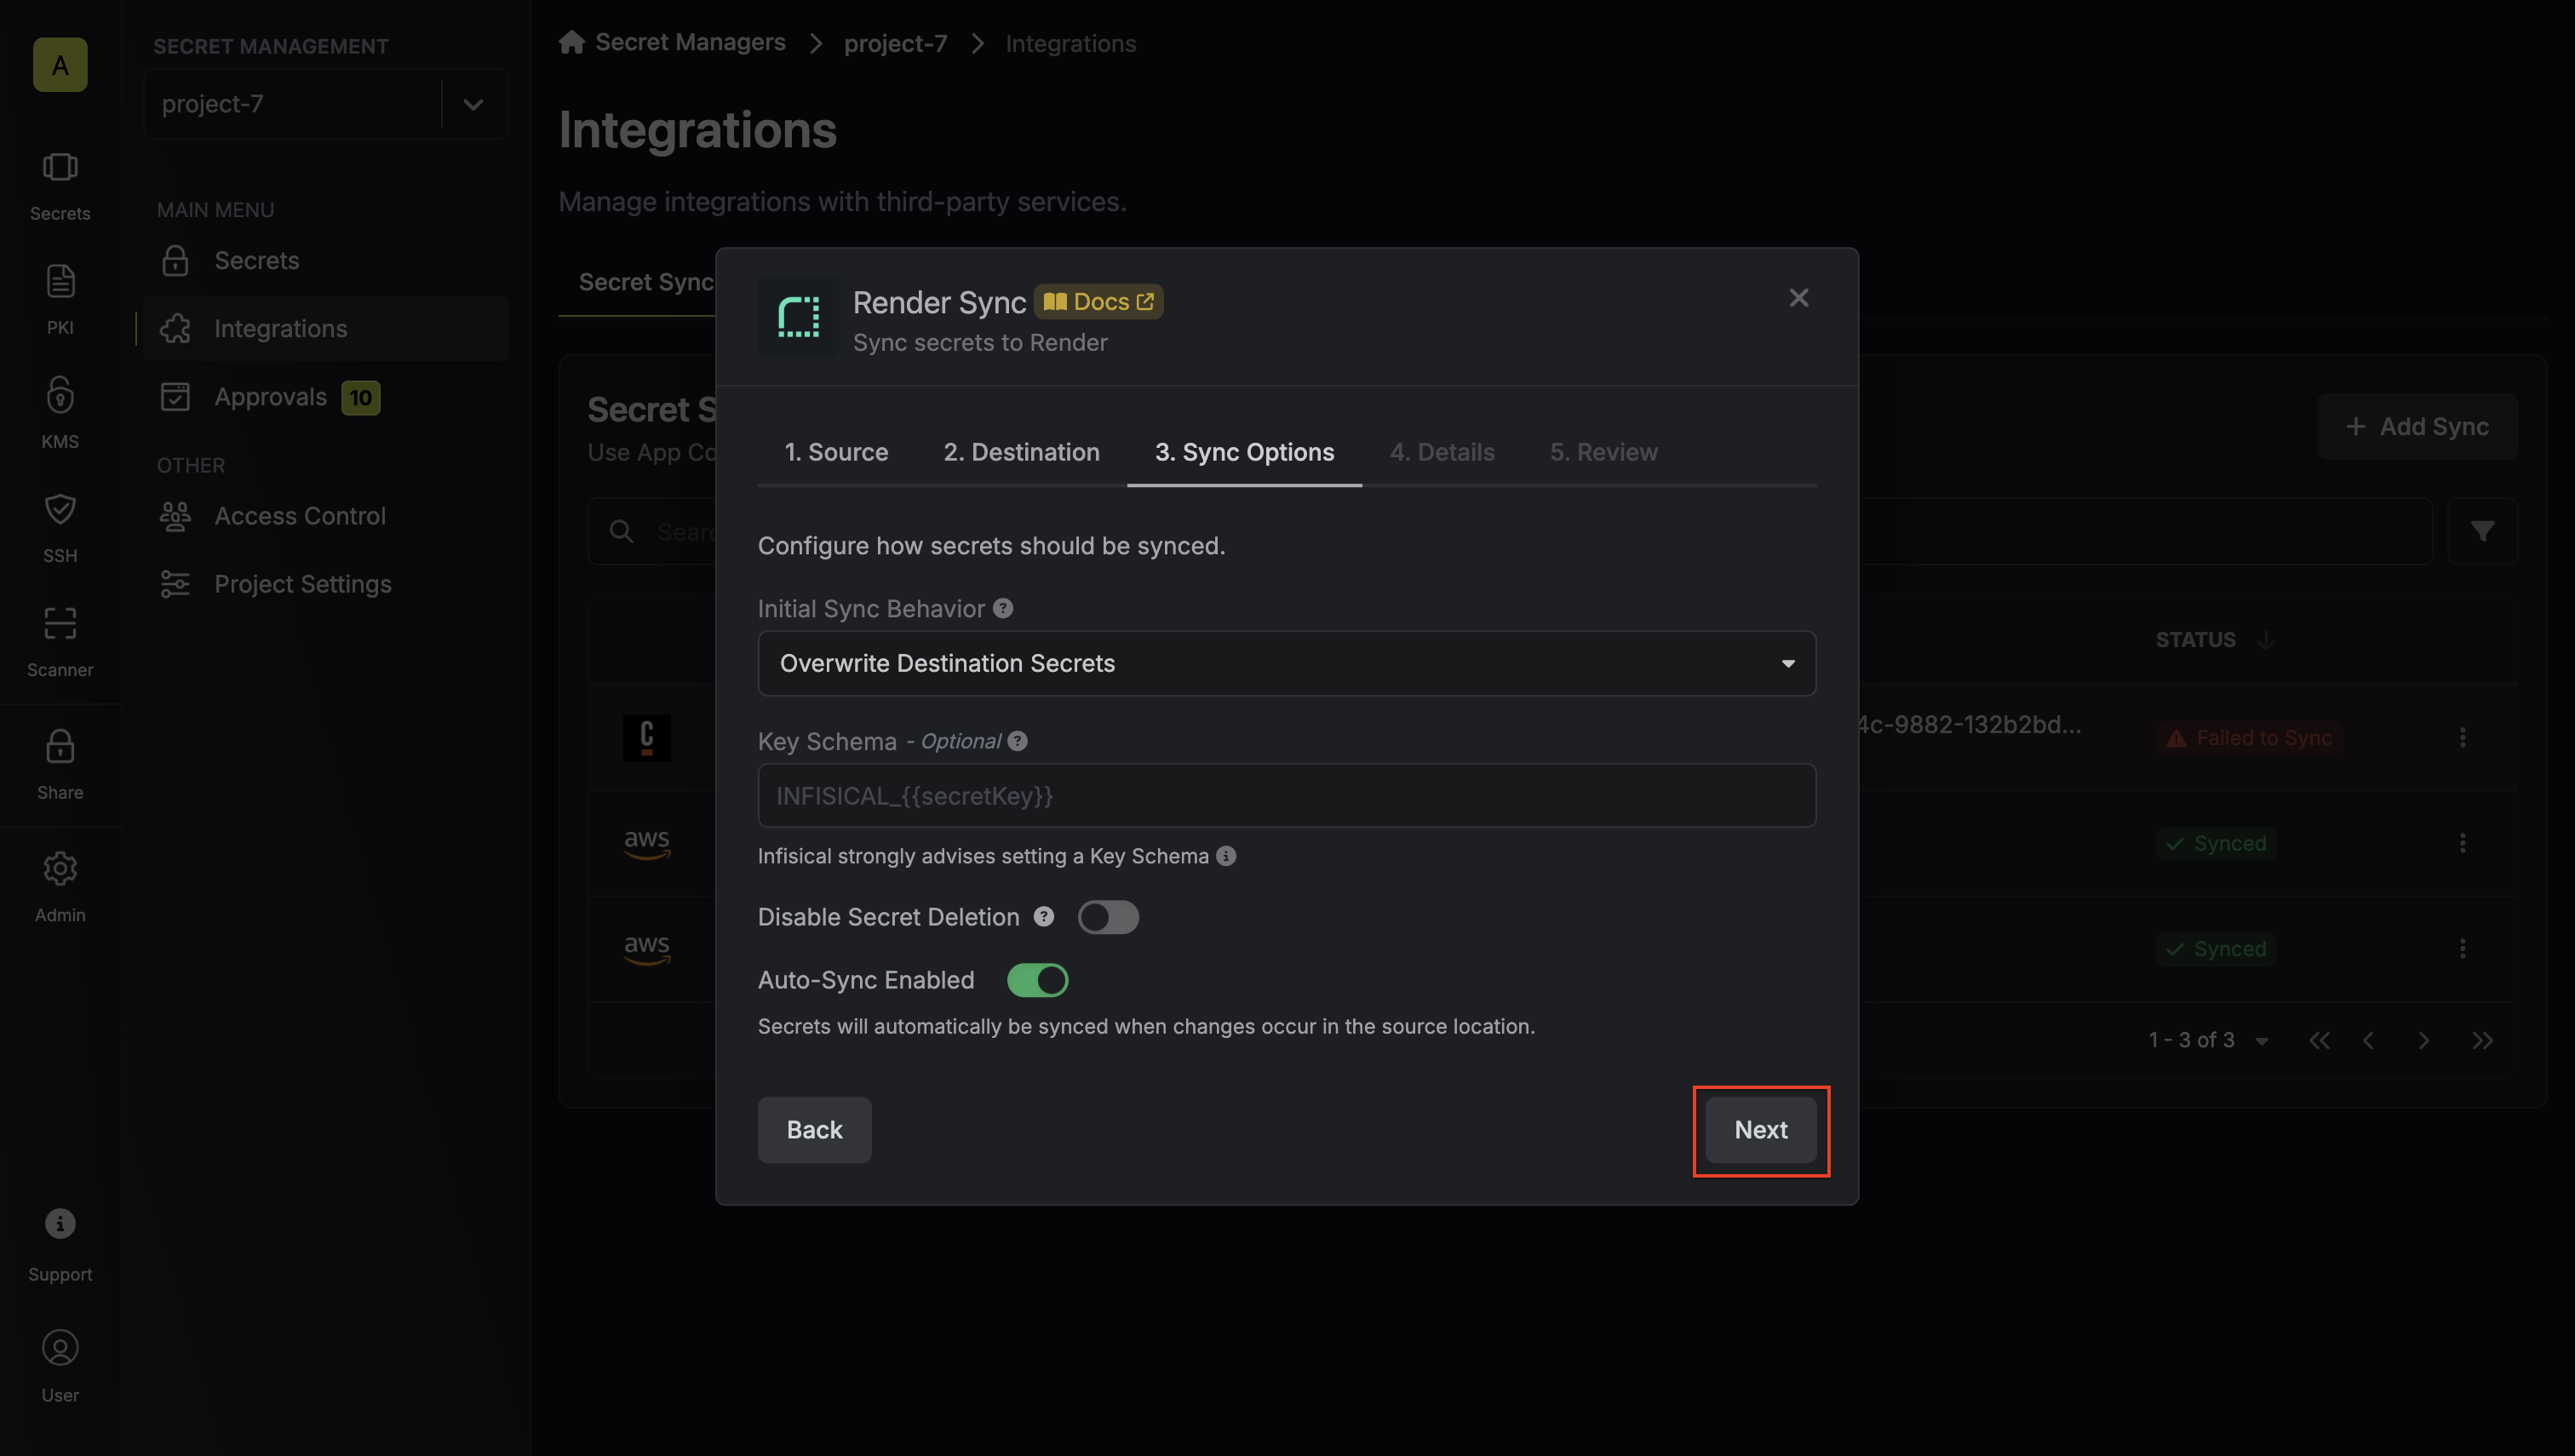 A
Secrets
PKI
KMS
SSH
Scanner
Share
Admin
Support
User
SECRET MANAGEMENT
project-7
MAIN MENU
Secrets
Integrations
Approvals 10
OTHER
Access Control
Project Settings
Secret Managers project-7 Integrations
Integrations
Manage integrations with third-party services.
Secret Sync
Secret S
Use App Co
+ Add Sync
Searc
STATUS
C
4c-9882-132b2bd...
Failed to Sync
aws
Synced
aws
Synced
1 - 3 of 3
Render Sync Docs
Sync secrets to Render
1. Source 2. Destination 3. Sync Options 4. Details 5. Review
Configure how secrets should be synced.
Initial Sync Behavior
Overwrite Destination Secrets
Key Schema - Optional
INFISICAL_{{secretKey}}
Infisical strongly advises setting a Key Schema
Disable Secret Deletion
Auto-Sync Enabled
Secrets will automatically be synced when changes occur in the source location.
Back
Next